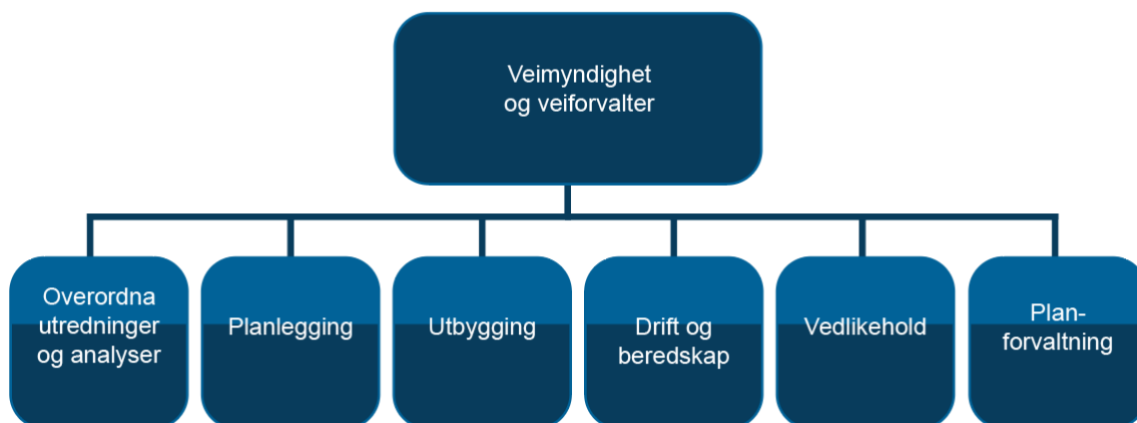 Veimyndighet
og veiforvalter
Overordna
utredninger
og analyser
Planlegging
Utbygging
Drift og
beredskap
Vedlikehold
Plan-
forvaltning